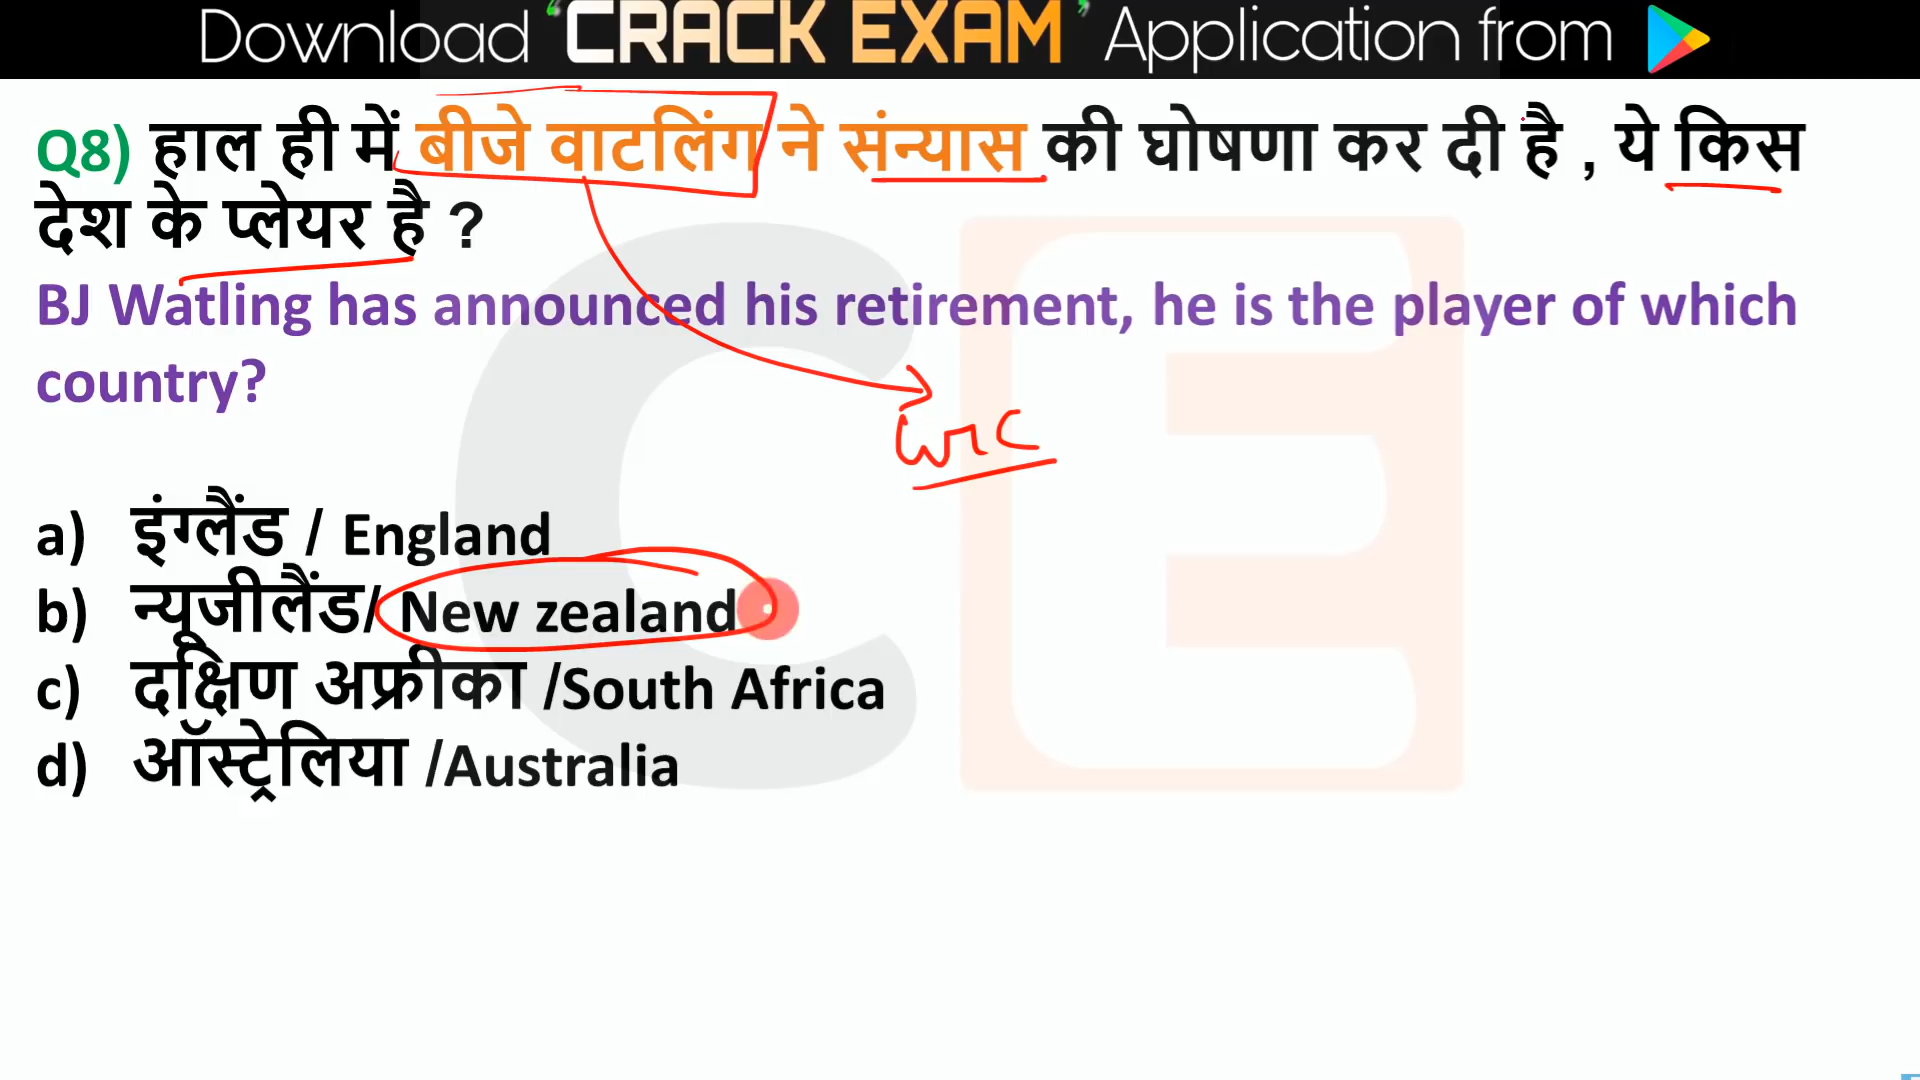 Download “CRACK EXAM” Application from
Q8) हाल ही में बीजे वाटलिंग ने संन्यास की घोषणा कर दी है , ये किस
देश के प्लेयर है ?
BJ Watling has announced his retirement, he is the player of which
country?
a) इंग्लैंड / England
b) न्यूजीलैंड/ New zealand
c) दक्षिण अफ्रीका /South Africa
d) ऑस्ट्रेलिया /Australia
CE